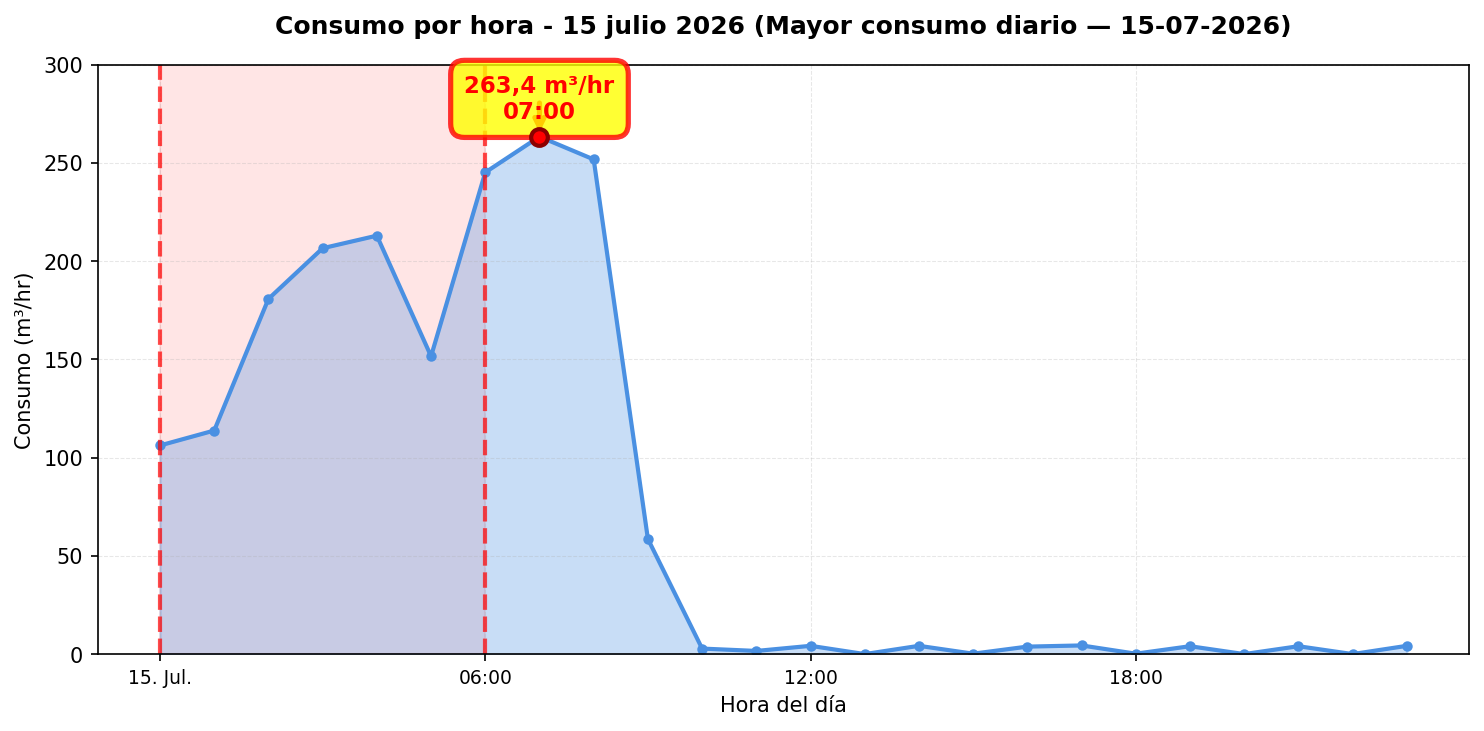 Consumo por hora - 15 julio 2026 (Mayor consumo diario — 15-07-2026)
263,4 m³/hr
07:00
Consumo (m³/hr)
300
250
200
150
100
50
0
15. Jul.
06:00
12:00
18:00
Hora del día